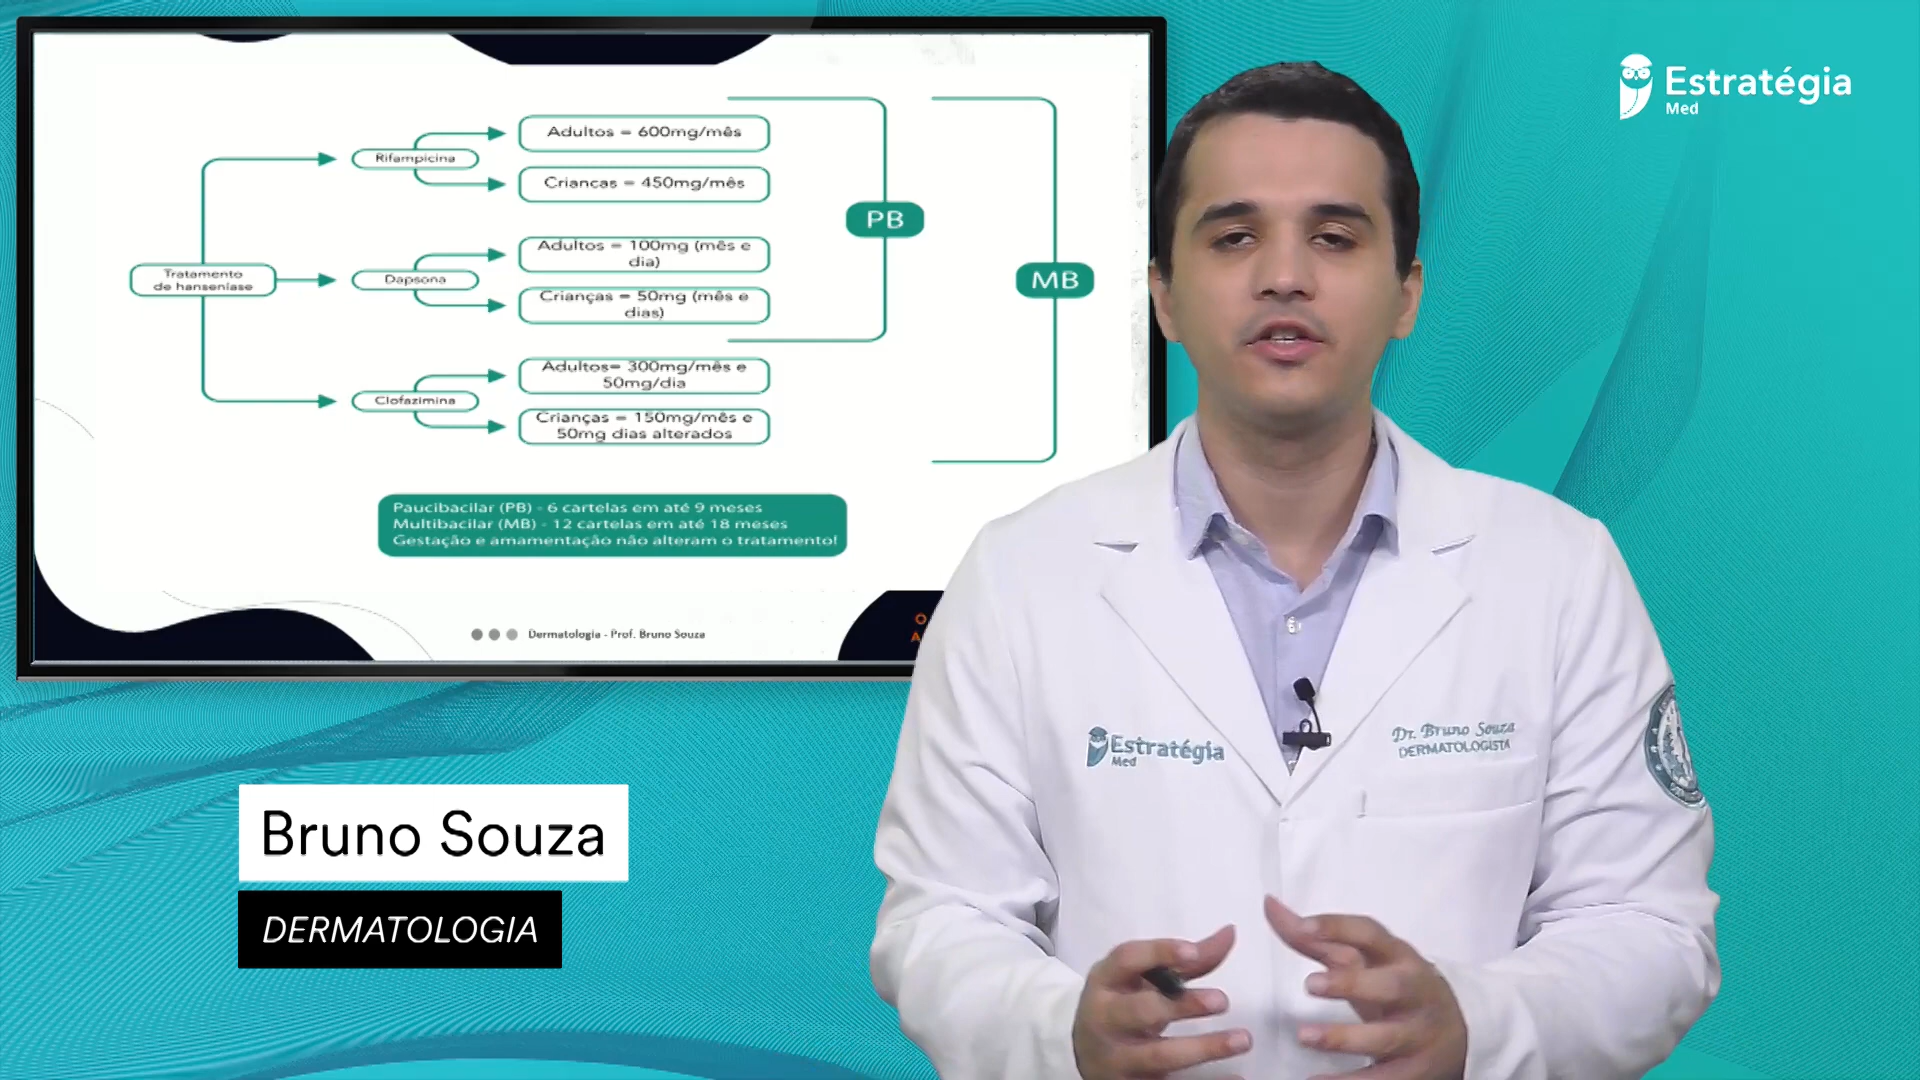 Estratégia
Med
Adultos = 600mg/mês
Rifampicina
Criancas = 450mg/mês
PB
Adultos = 100mg (mês e
dia)
Tratamento
de hanseníase
Dapsona
MB
Crianças = 50mg (mês e
dias)
Adultos= 300mg/mês e
50mg/dia
Clofazimina
Crianças = 150mg/mês e
50mg dias alterados
Paucibacilar (PB) - 6 cartelas em até 9 meses
Multibacilar (MB) - 12 cartelas em até 18 meses
Gestação e amamentação não alteram o tratamento!
Dermatologia - Prof. Bruno Souza
Estratégia
Med
Dr. Bruno Souza
DERMATOLOGISTA
Bruno Souza
DERMATOLOGIA